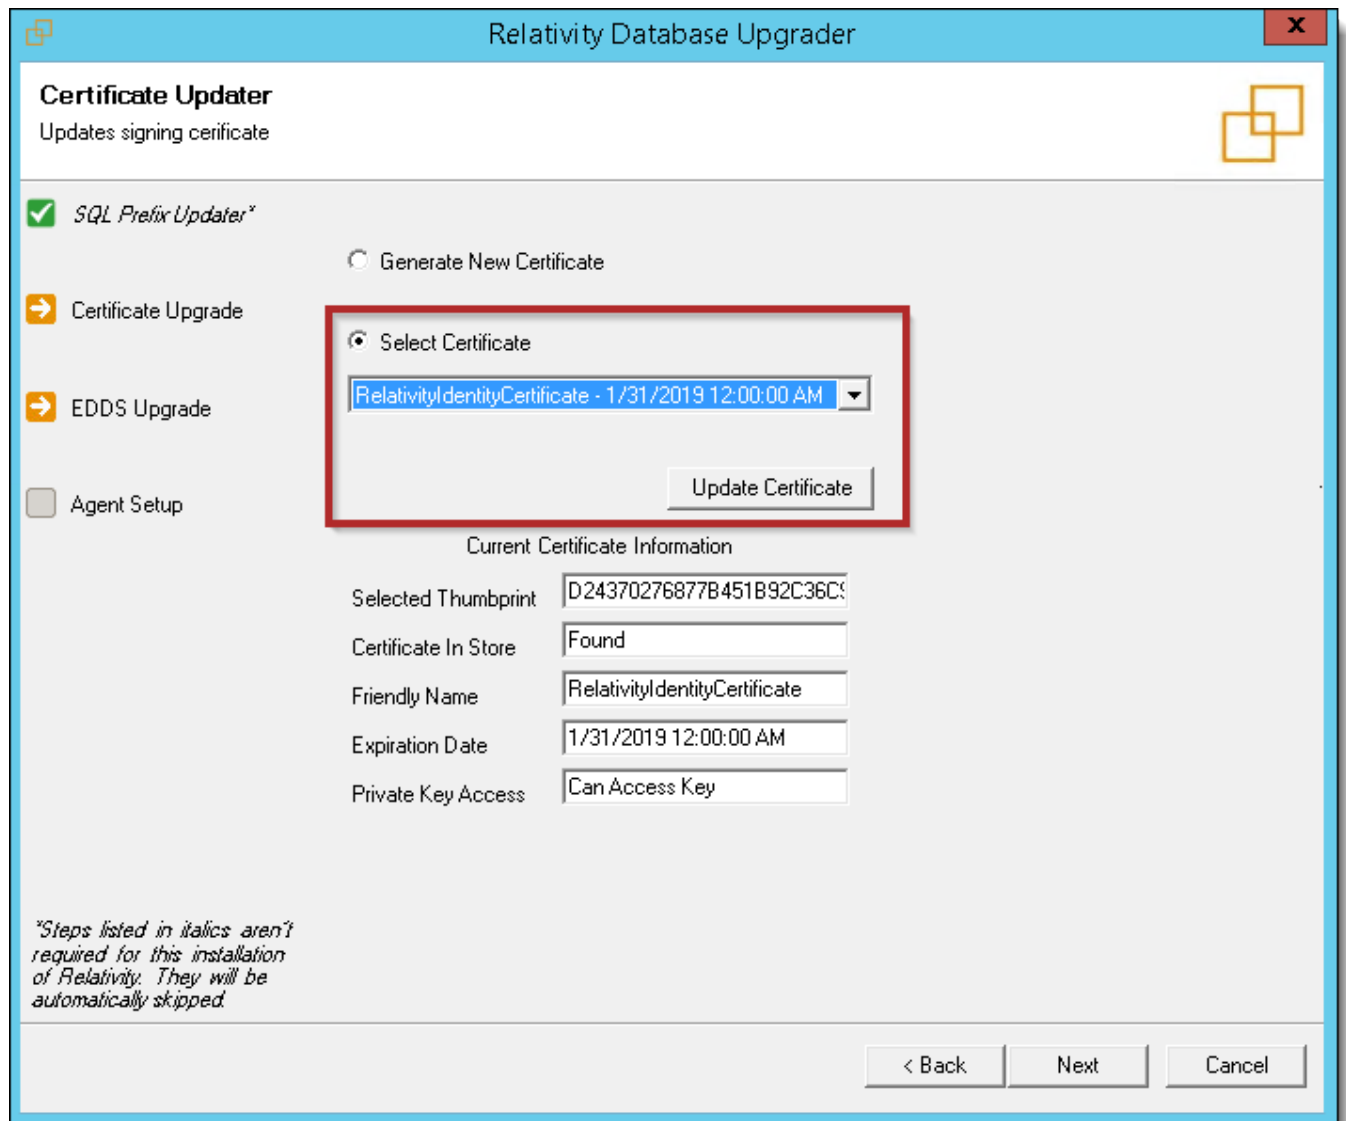 Relativity Database Upgrader
X
Certificate Updater
Updates signing cerificate
SQL Prefix Updater*
Generate New Certificate
Certificate Upgrade
Select Certificate
RelativityIdentityCertificate - 1/31/2019 12:00:00 AM
EDDS Upgrade
Update Certificate
Agent Setup
Current Certificate Information
Selected Thumbprint D24370276877B451B92C36C9
Certificate In Store Found
Friendly Name RelativityIdentityCertificate
Expiration Date 1/31/2019 12:00:00 AM
Private Key Access Can Access Key
*Steps listed in italics aren't
required for this installation
of Relativity. They will be
automatically skipped.
< Back Next Cancel